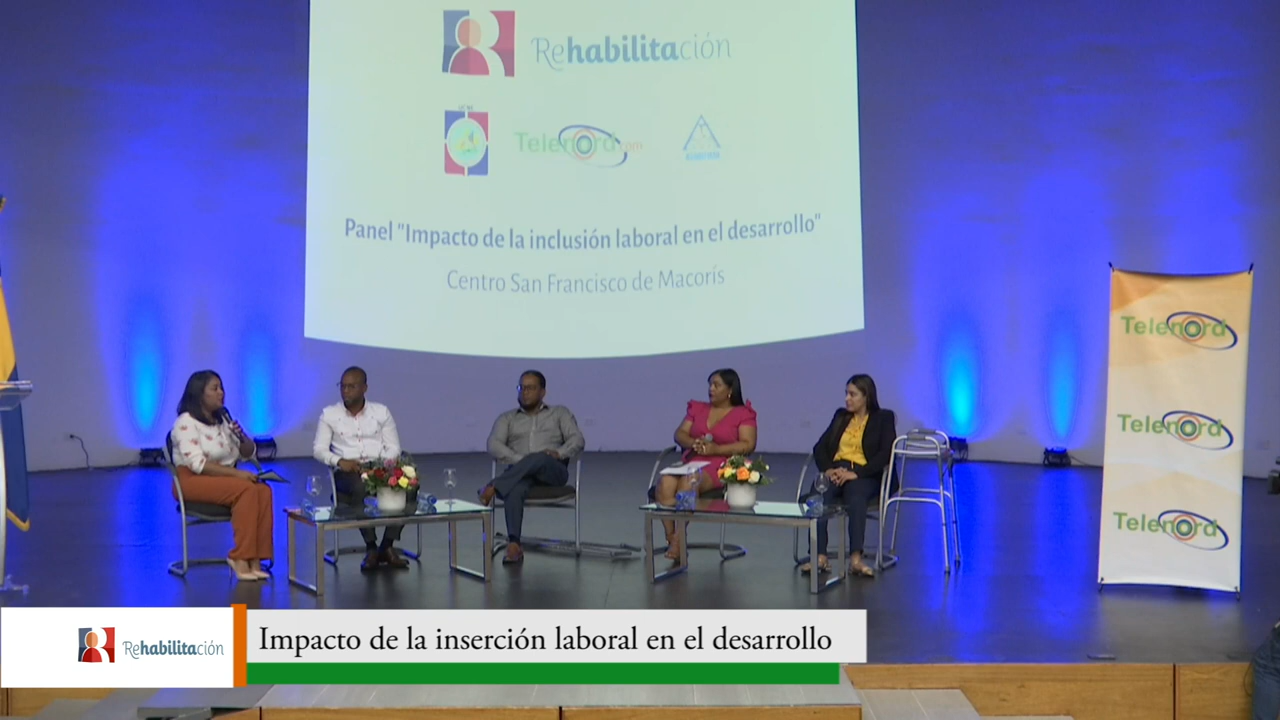 Rehabilitación
Telenord.com
Panel "Impacto de la inclusión laboral en el desarrollo"
Centro San Francisco de Macorís
Telenord
Telenord
Telenord
Rehabilitación
Impacto de la inserción laboral en el desarrollo